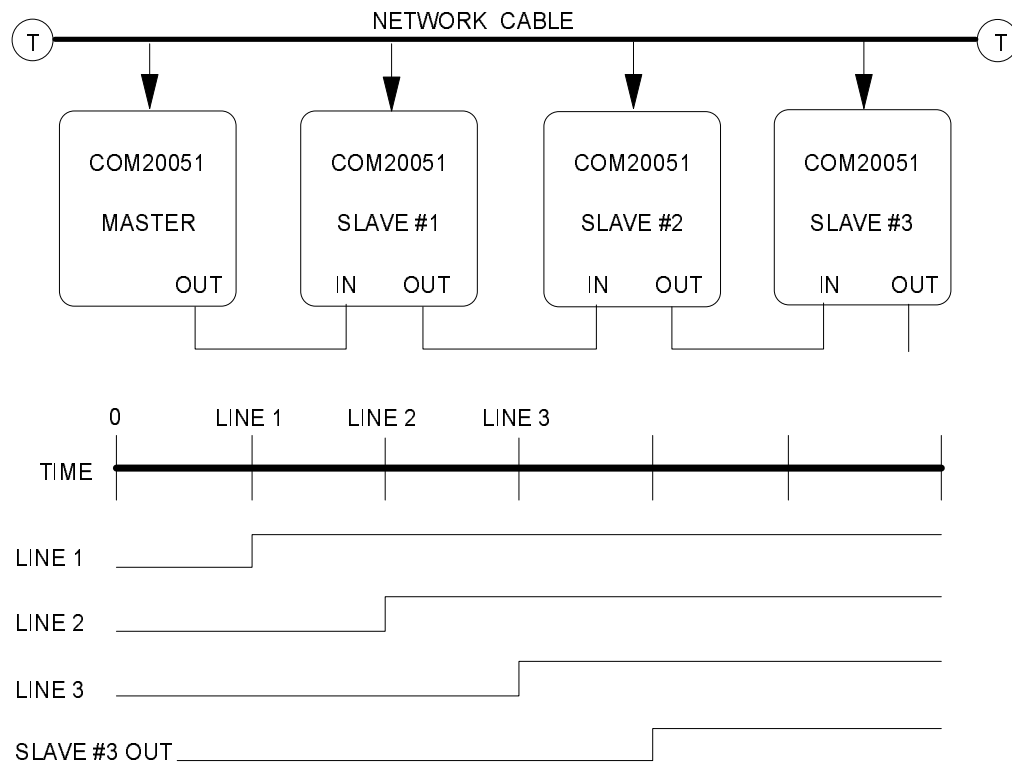 NETWORK CABLE
T T
COM20051 COM20051 COM20051 COM20051
MASTER SLAVE #1 SLAVE #2 SLAVE #3
OUT IN OUT IN OUT IN OUT
0 LINE 1 LINE 2 LINE 3
TIME
LINE 1
LINE 2
LINE 3
SLAVE #3 OUT